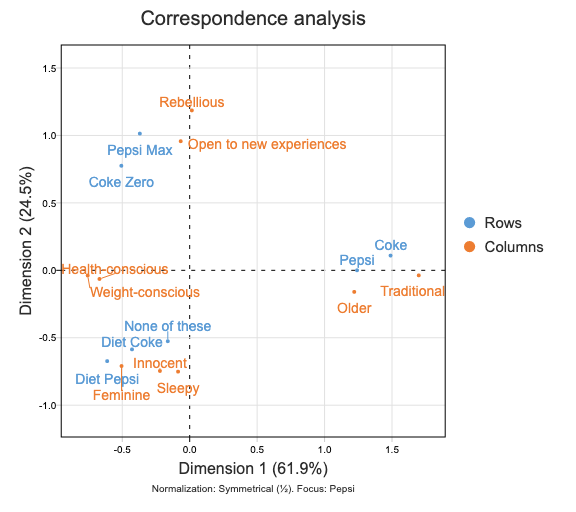 Correspondence analysis
1.5
Rebellious
1.0
Open to new experiences
Pepsi Max
Coke Zero
0.5
Rows
Columns
Coke
Pepsi
Health-conscious
0.0
Weight-conscious
Traditional
Older
None of these
-0.5
Diet Coke
Innocent
Diet Pepsi
Sleepy
Feminine
-1.0
Dimension 2 (24.5%)
-0.5 0.0 0.5 1.0 1.5
Dimension 1 (61.9%)
Normalization: Symmetrical (½). Focus: Pepsi